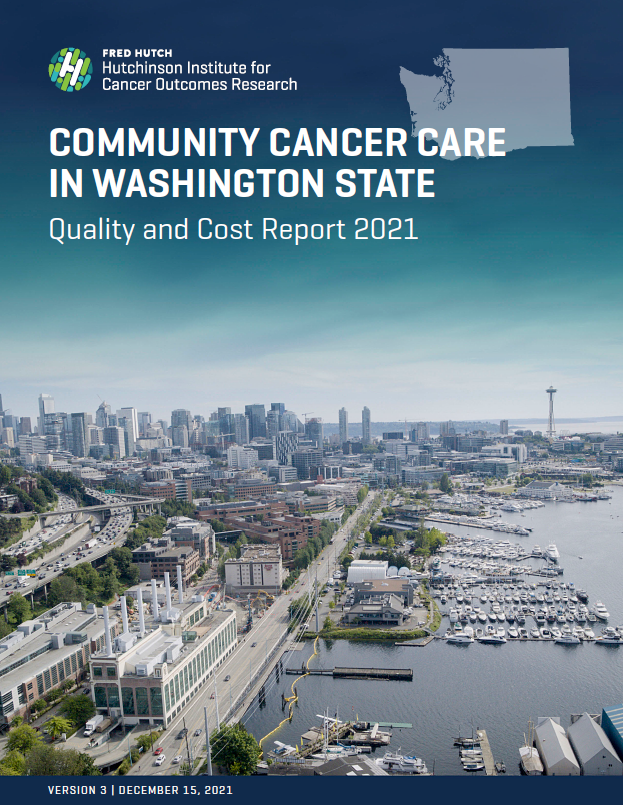 FRED HUTCH
Hutchinson Institute for
Cancer Outcomes Research
COMMUNITY CANCER CARE
IN WASHINGTON STATE
Quality and Cost Report 2021
VERSION 3 | DECEMBER 15, 2021